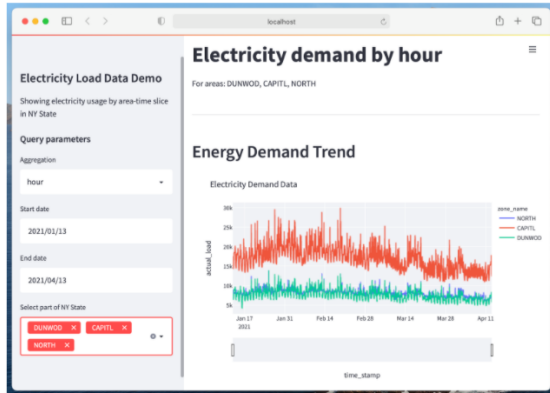 localhost
Electricity Load Data Demo
Showing electricity usage by area-time slice
in NY State
Query parameters
Aggregation
hour
Start date
2021/01/13
End date
2021/04/13
Select part of NY State
DUNWOD ×
CAPITL ×
NORTH ×
Electricity demand by hour
For areas: DUNWOD, CAPITL, NORTH
Energy Demand Trend
Electricity Demand Data
zone_name
NORTH
CAPITL
DUNWOD
actual_load
30k
25k
20k
15k
10k
5k
Jan 17
2021
Jan 31
Feb 14
Feb 28
Mar 14
Mar 28
Apr 11
time_stamp